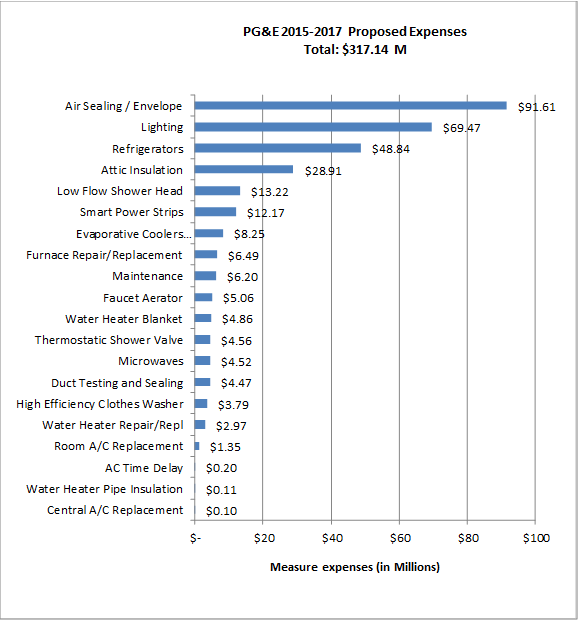 PG&E 2015-2017 Proposed Expenses
Total: $317.14 M
Air Sealing / Envelope $91.61
Lighting $69.47
Refrigerators $48.84
Attic Insulation $28.91
Low Flow Shower Head $13.22
Smart Power Strips $12.17
Evaporative Coolers... $8.25
Furnace Repair/Replacement $6.49
Maintenance $6.20
Faucet Aerator $5.06
Water Heater Blanket $4.86
Thermostatic Shower Valve $4.56
Microwaves $4.52
Duct Testing and Sealing $4.47
High Efficiency Clothes Washer $3.79
Water Heater Repair/Repl $2.97
Room A/C Replacement $1.35
AC Time Delay $0.20
Water Heater Pipe Insulation $0.11
Central A/C Replacement $0.10
$- $20 $40 $60 $80 $100
Measure expenses (in Millions)